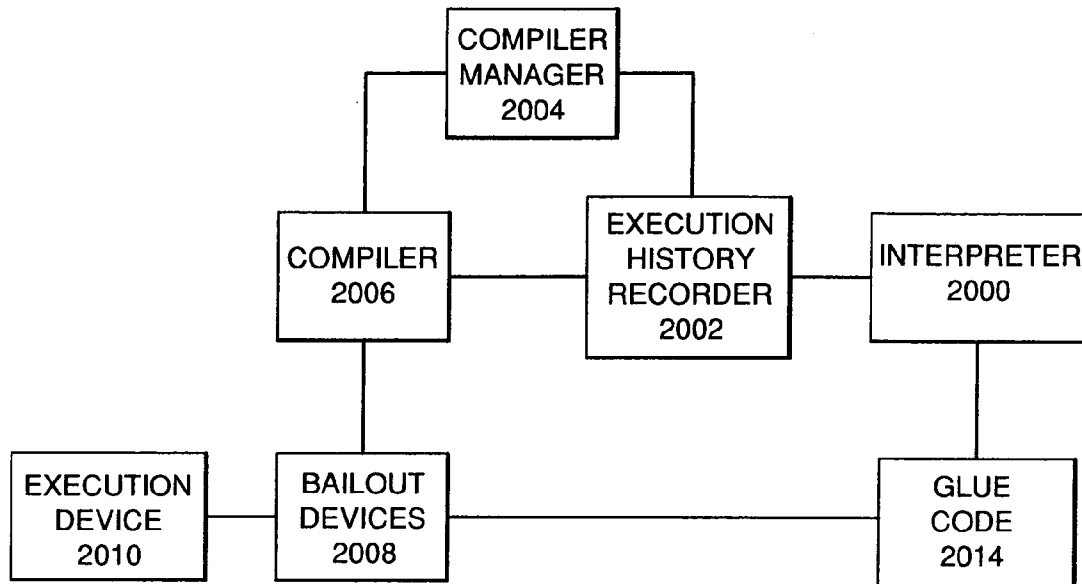 COMPILER
MANAGER
2004
COMPILER
2006
EXECUTION
HISTORY
RECORDER
2002
INTERPRETER
2000
EXECUTION
DEVICE
2010
BAILOUT
DEVICES
2008
GLUE
CODE
2014